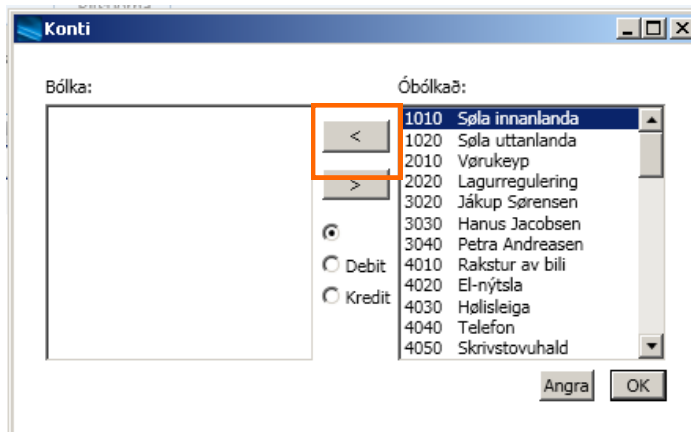 Konti
Bólka:
Óbólkað:
<
>
Debit
Kredit
1010 Søla innanlanda
1020 Søla uttanlanda
2010 Vørukeyp
2020 Lagurregulering
3020 Jákup Sørensen
3030 Hanus Jacobsen
3040 Petra Andreasen
4010 Rakstur av bili
4020 El-nýtsla
4030 Hølisleiga
4040 Telefon
4050 Skrivstovuhald
Angra
OK